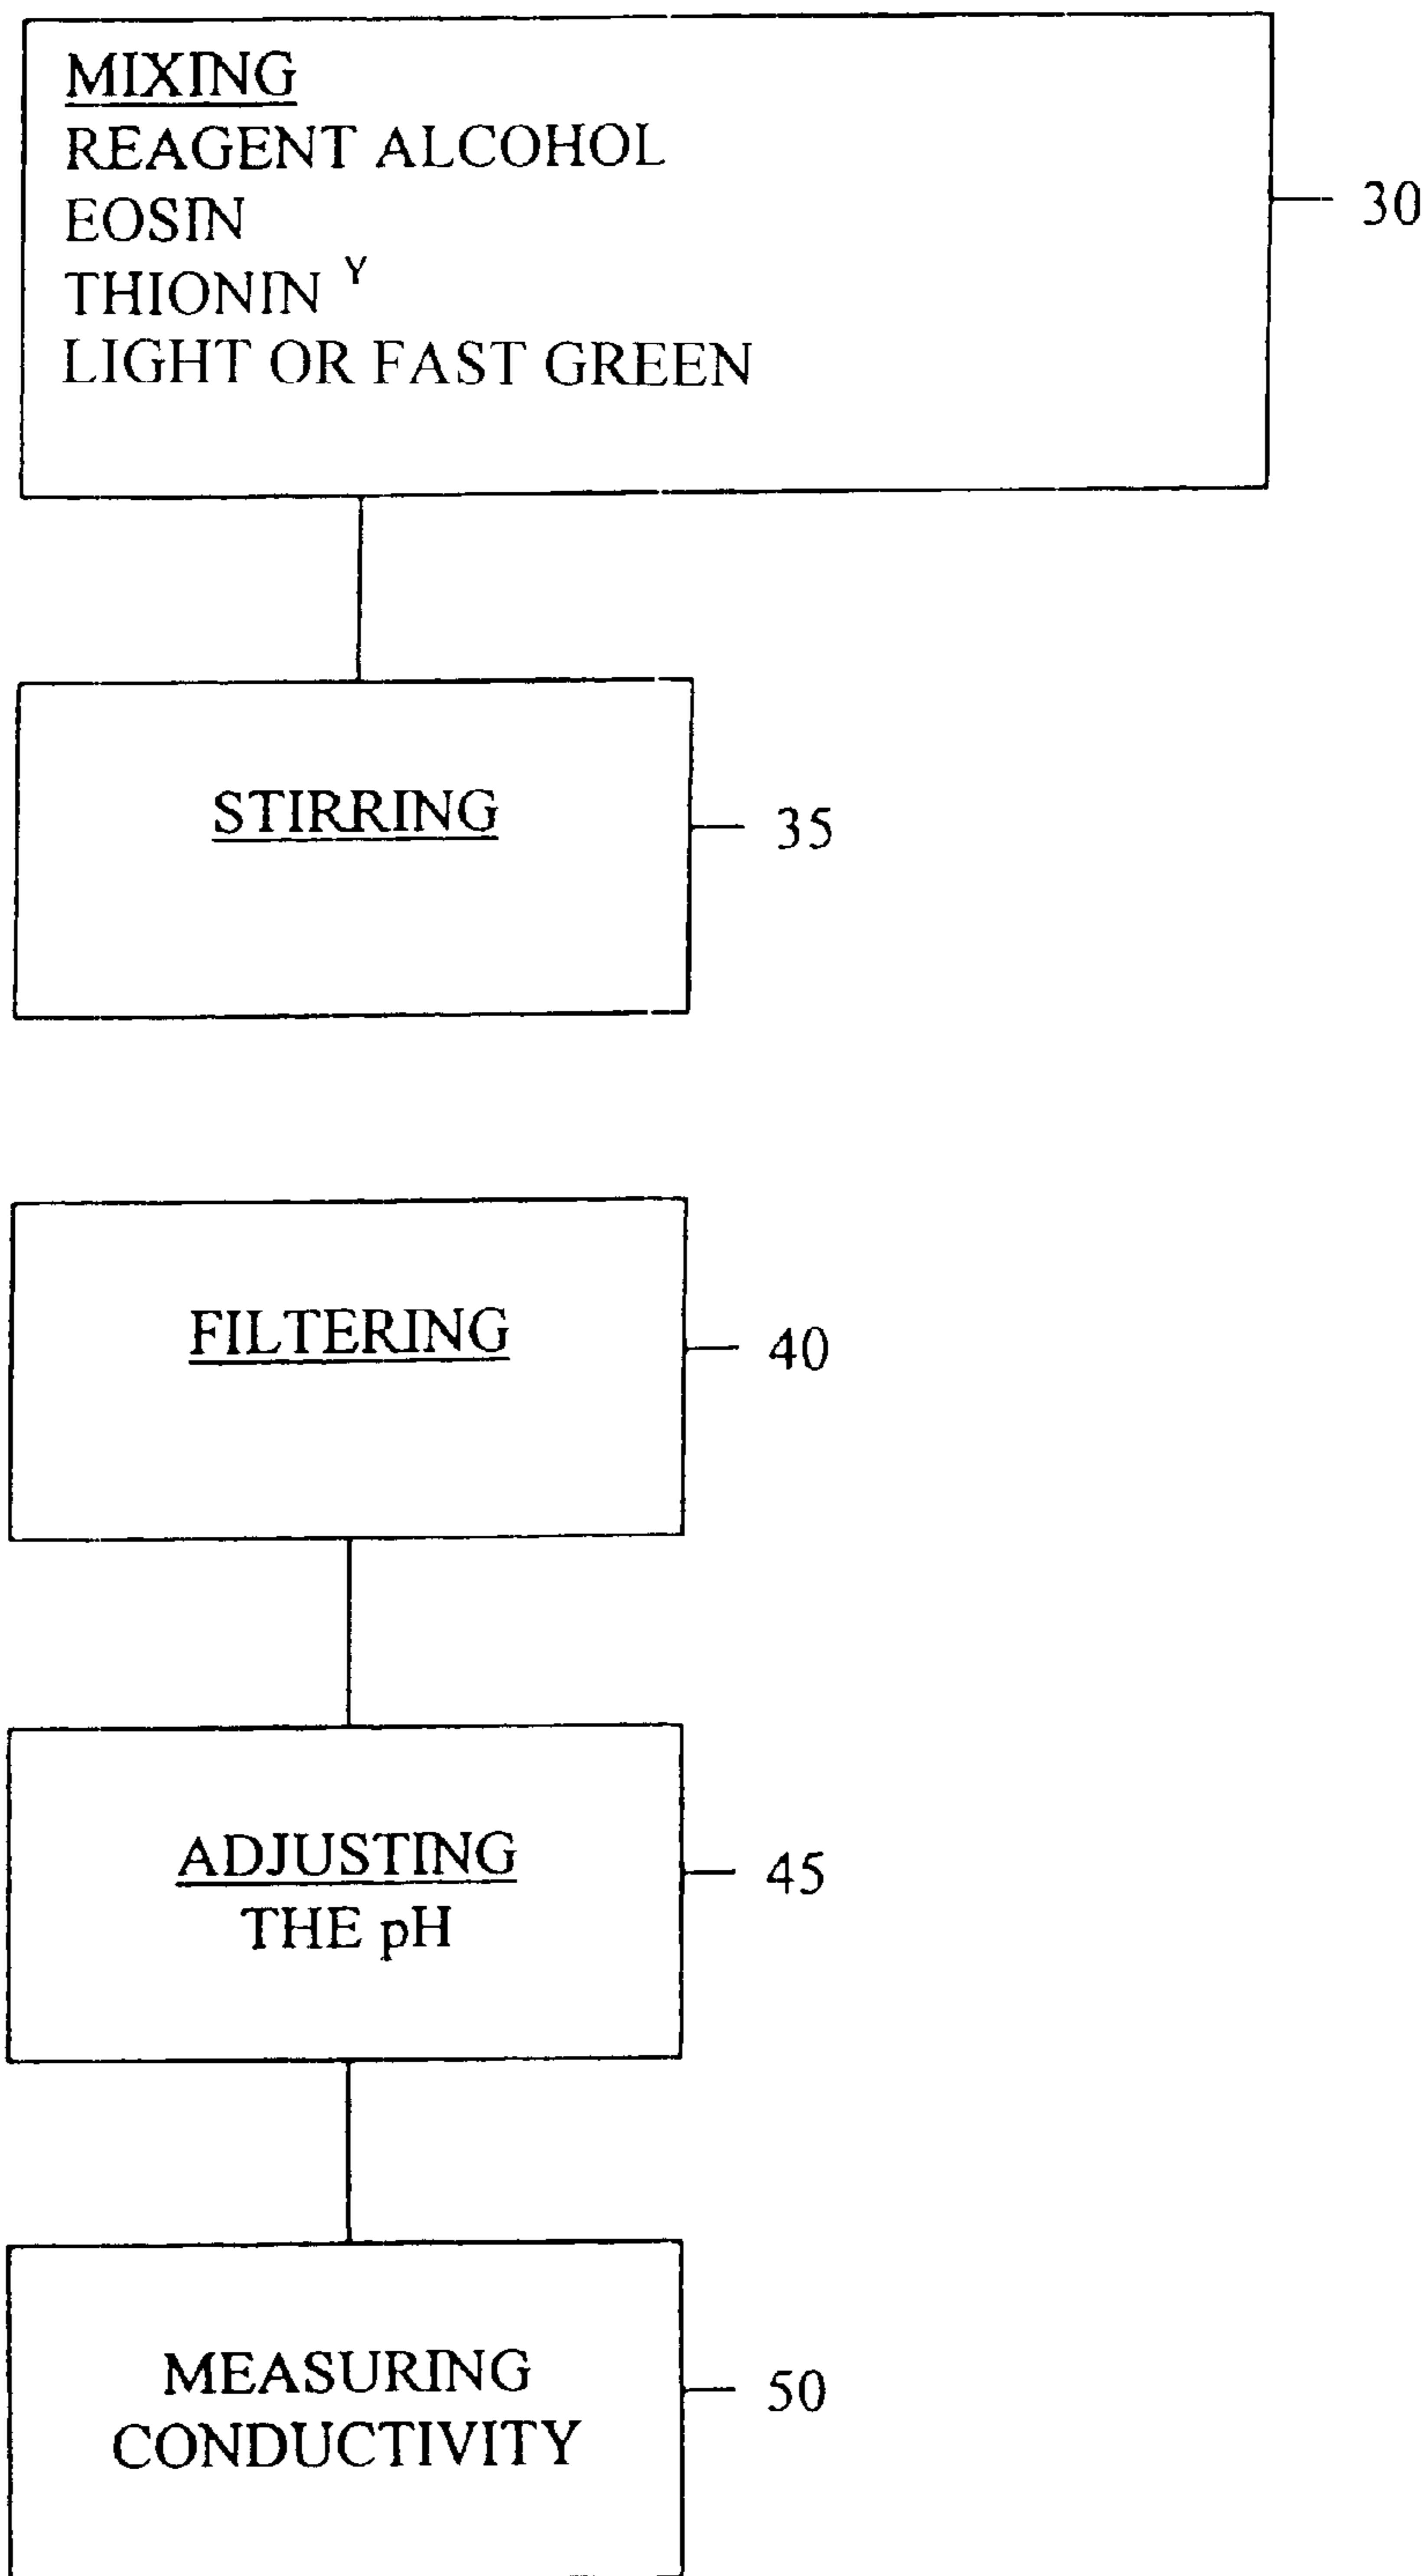 MIXING
REAGENT ALCOHOL
EOSIN
THIONIN Y
LIGHT OR FAST GREEN
30
STIRRING
35
FILTERING
40
ADJUSTING
THE pH
45
MEASURING
CONDUCTIVITY
50